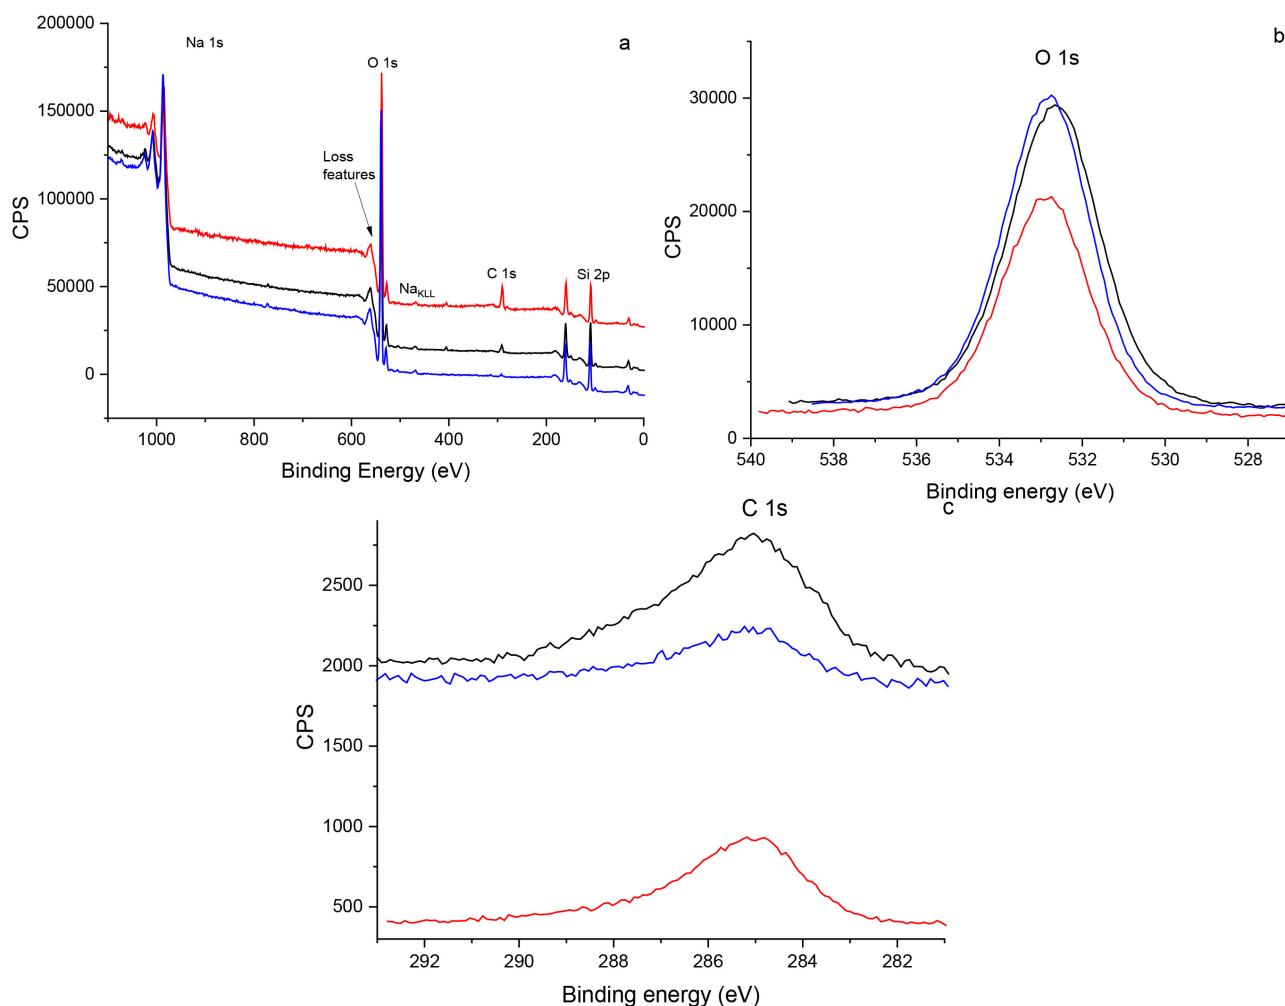 a
Na 1s
O 1s
Loss
features
Na KLL
C 1s
Si 2p
200000
150000
100000
50000
0
CPS
1000
800
600
400
200
0
Binding Energy (eV)
b
O 1s
30000
20000
10000
0
CPS
540
538
536
534
532
530
528
Binding energy (eV)
c
C 1s
2500
2000
1500
1000
500
CPS
292
290
288
286
284
282
Binding energy (eV)